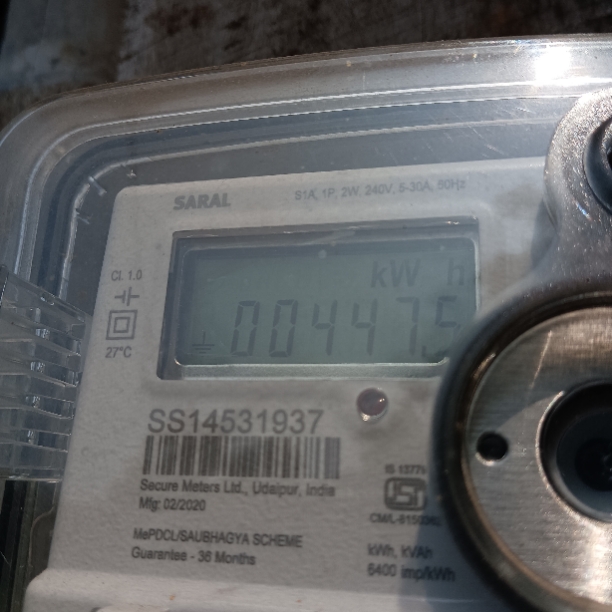 SARAL
S1A, 1P, 2W, 240V, 5-30A, 50Hz
Cl. 1.0
27°C
kW h
004475
SS14531937
Secure Meters Ltd., Udaipur, India
Mfg: 02/2020
MePDCL/SAUBHAGYA SCHEME
Guarantee - 36 Months
kWh, kVAh
6400 imp/kWh